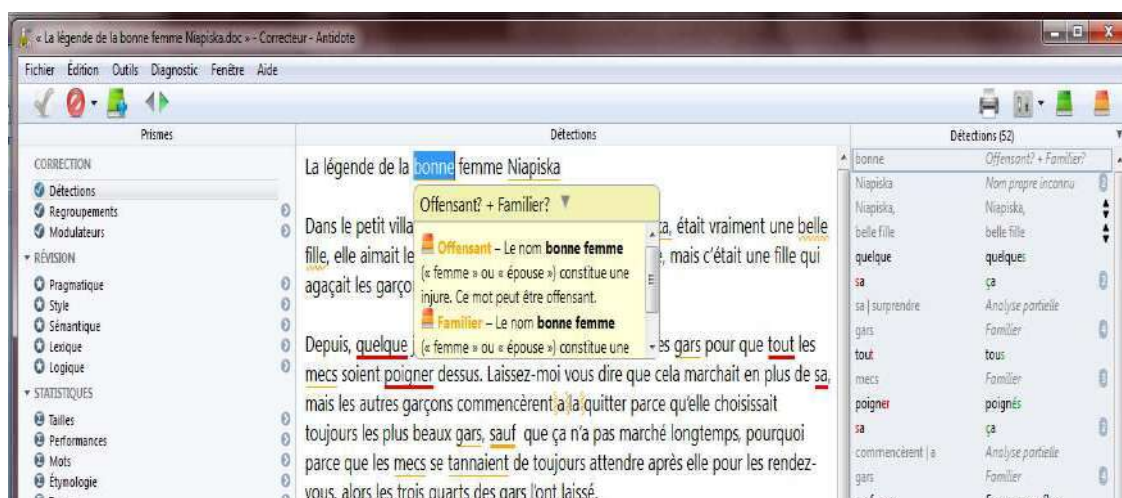 « La légende de la bonne femme Niapiska.doc » - Correcteur - Antidote
Fichier Édition Outils Diagnostic Fenêtre Aide
Prismes
CORRECTION
Détections
Regroupements
Modulateurs
RÉVISION
Pragmatique
Style
Sémantique
Lexique
Logique
STATISTIQUES
Tailles
Performances
Mots
Étymologie
Détections
La légende de la bonne femme Niapiska
Dans le petit villa ka, était vraiment une belle
fille, elle aimait le , mais c'était une fille qui
agaçait les garço
Offensant? + Familier?
Offensant – Le nom bonne femme
(« femme » ou « épouse ») constitue une
injure. Ce mot peut être offensant.
Familier – Le nom bonne femme
(« femme » ou « épouse ») constitue une
Depuis, quelque j es gars pour que tout les
mecs soient poigner dessus. Laissez-moi vous dire que cela marchait en plus de sa,
mais les autres garçons commencèrent a la quitter parce qu'elle choisissait
toujours les plus beaux gars, sauf que ça n'a pas marché longtemps, pourquoi
parce que les mecs se tannaient de toujours attendre après elle pour les rendez-
vous, alors les trois quarts des gars l'ont laissé.
Détections (52)
bonne Offensant? + Familier?
Niapiska Nom propre inconnu
Niapiska, Niapiska,
belle fille belle fille
quelque quelques
sa ça
sa | surprendre Analyse partielle
gars Familier
tout tous
mecs Familier
poigner poignés
sa ça
commencèrent | a Analyse partielle
gars Familier